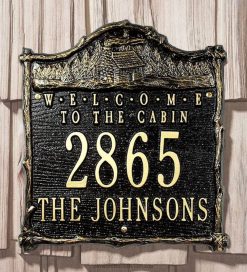 W•E•L•C•O•M•E
TO THE CABIN
2865
THE JOHNSONS